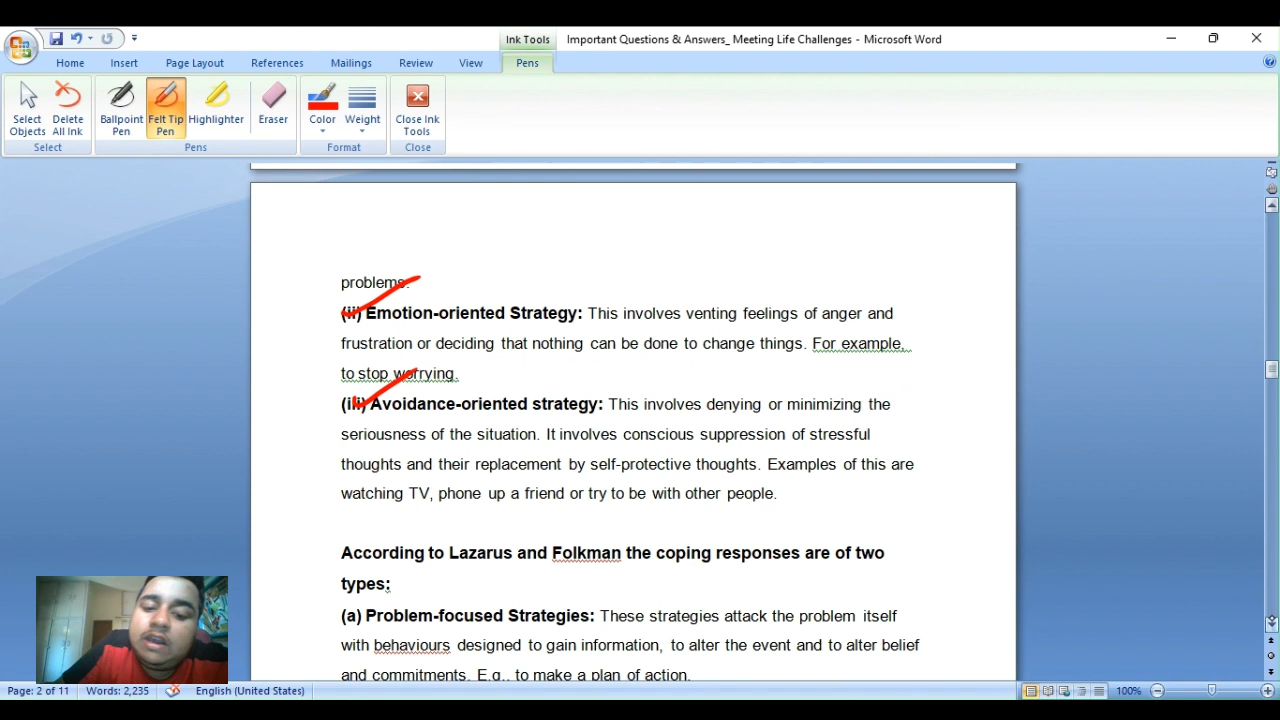 Ink Tools
Important Questions & Answers_ Meeting Life Challenges - Microsoft Word
Home Insert Page Layout References Mailings Review View Pens
Select Objects
Delete All Ink
Ballpoint Pen
Felt Tip Pen
Highlighter
Eraser
Color
Weight
Close Ink Tools
Select Pens Format Close
problems.
(ii) Emotion-oriented Strategy: This involves venting feelings of anger and
frustration or deciding that nothing can be done to change things. For example,
to stop worrying.
(iii) Avoidance-oriented strategy: This involves denying or minimizing the
seriousness of the situation. It involves conscious suppression of stressful
thoughts and their replacement by self-protective thoughts. Examples of this are
watching TV, phone up a friend or try to be with other people.
According to Lazarus and Folkman the coping responses are of two
types;
(a) Problem-focused Strategies: These strategies attack the problem itself
with behaviours designed to gain information, to alter the event and to alter belief
and commitments. E.g., to make a plan of action.
Page: 2 of 11 Words: 2,235 English (United States) 100%